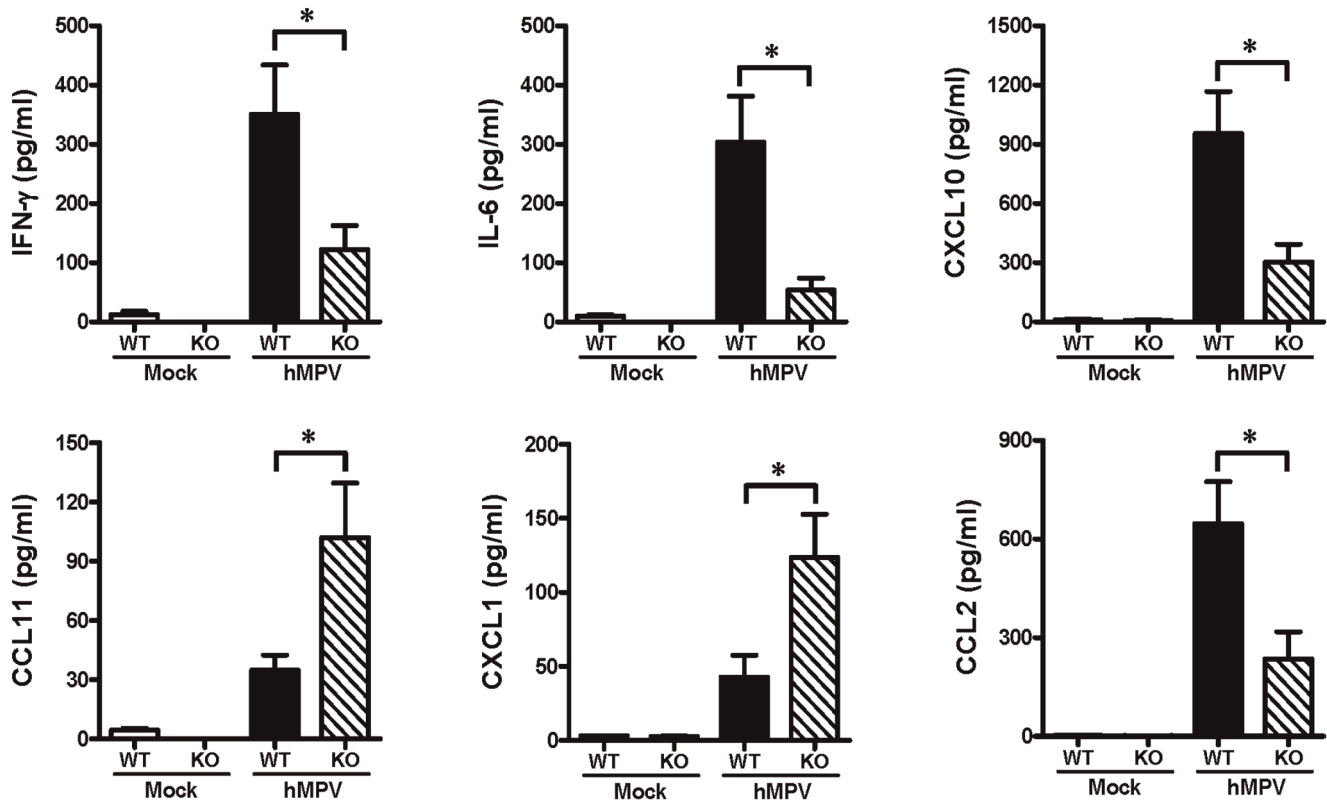 IFN-γ (pg/ml)
500
400
300
200
100
0
*
WT KO WT KO
Mock hMPV
IL-6 (pg/ml)
500
400
300
200
100
0
*
WT KO WT KO
Mock hMPV
CXCL10 (pg/ml)
1500
1200
900
600
300
0
*
WT KO WT KO
Mock hMPV
CCL11 (pg/ml)
150
120
90
60
30
0
*
WT KO WT KO
Mock hMPV
CXCL1 (pg/ml)
200
150
100
50
0
*
WT KO WT KO
Mock hMPV
CCL2 (pg/ml)
900
600
300
0
*
WT KO WT KO
Mock hMPV